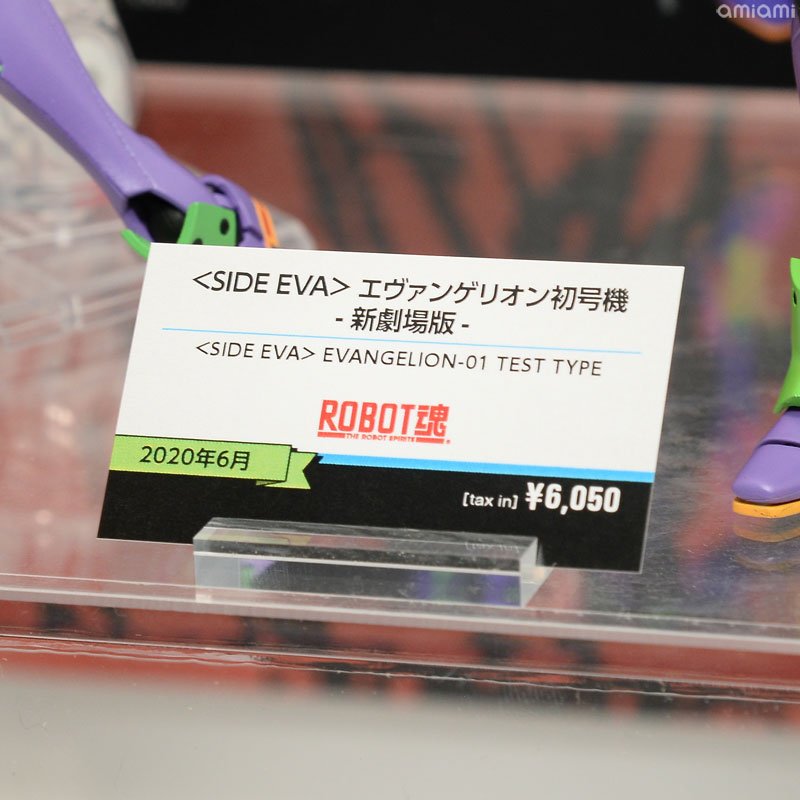 amiami
<SIDE EVA> エヴァンゲリオン初号機
- 新劇場版 -
<SIDE EVA> EVANGELION-01 TEST TYPE
ROBOT魂
THE ROBOT SPIRITS
2020年6月
[tax in] ¥6,050